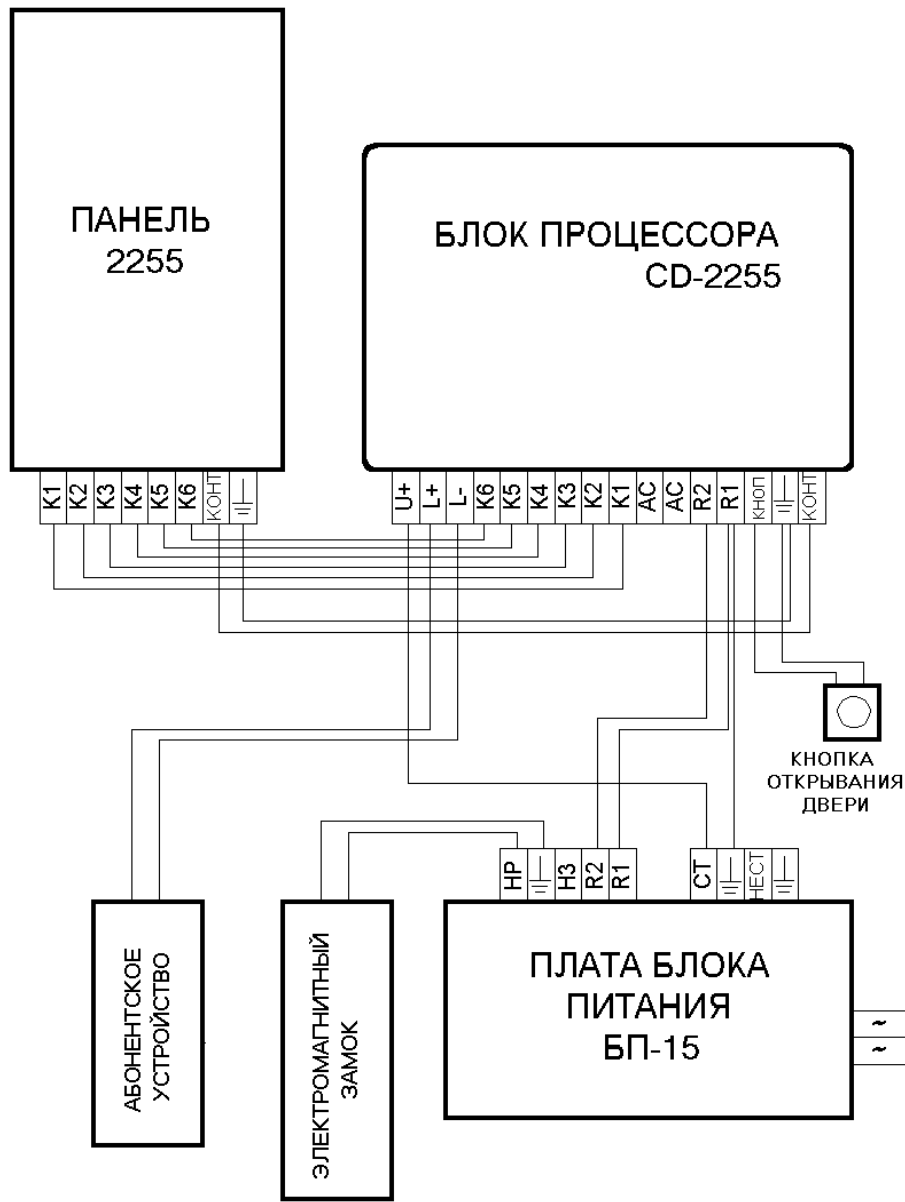 ПАНЕЛЬ
2255
БЛОК ПРОЦЕССОРА
CD-2255
K1
K2
K3
K4
K5
K6
КОНТ
U+
L+
L-
K6
K5
K4
K3
K2
K1
AC
AC
R2
R1
КНОП
КОНТ
КНОПКА
ОТКРЫВАНИЯ
ДВЕРИ
НР
НЗ
R2
R1
СТ
НЕСТ
АБОНЕНТСКОЕ
УСТРОЙСТВО
ЭЛЕКТРОМАГНИТНЫЙ
ЗАМОК
ПЛАТА БЛОКА
ПИТАНИЯ
БП-15
~
~